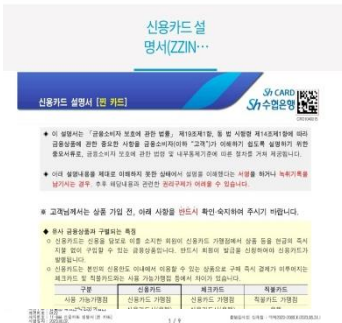 신용카드 설
명서(ZZIN…
신용카드 설명서 [찐 카드]
Sh CARD
Sh수협은행
◆ 이 설명서는 「금융소비자 보호에 관한 법률」 제19조제1항, 동 법 시행령 제14조제1항에 따라
금융상품에 관한 중요한 사항을 금융소비자(이하 "고객")가 이해하기 쉽도록 설명하기 위한
중요서류로, 금융소비자 보호에 관한 법령 및 내부통제기준에 따른 절차를 거쳐 제공됩니다.
◆ 아래 설명내용을 제대로 이해하지 못한 상태에서 설명을 이해했다는 서명을 하거나 녹취기록을
남기시는 경우, 추후 해당내용과 관련한 권리구제가 어려울 수 있습니다.
※ 고객님께서는 상품 가입 전, 아래 사항을 반드시 확인·숙지하여 주시기 바랍니다.
◆ 유사 금융상품과 구별되는 특징
○ 신용카드는 신용을 담보로 이를 소지한 회원이 신용카드 가맹점에서 상품 등을 현금의 즉시
지불 없이 구입할 수 있는 금융상품입니다. 반드시 회원이 발급을 신청하여야 신용카드가
발행됩니다.
○ 신용카드는 본인의 신용한도 이내에서 이용할 수 있는 상품으로 구매 즉시 결제가 이루어지는
체크카드 및 직불카드와는 사용 가능가맹점 등에서 차이가 있습니다.
구분 신용카드 체크카드 직불카드
사용 가능가맹점 신용카드 가맹점 신용카드 가맹점 직불카드 가맹점
1 / 9